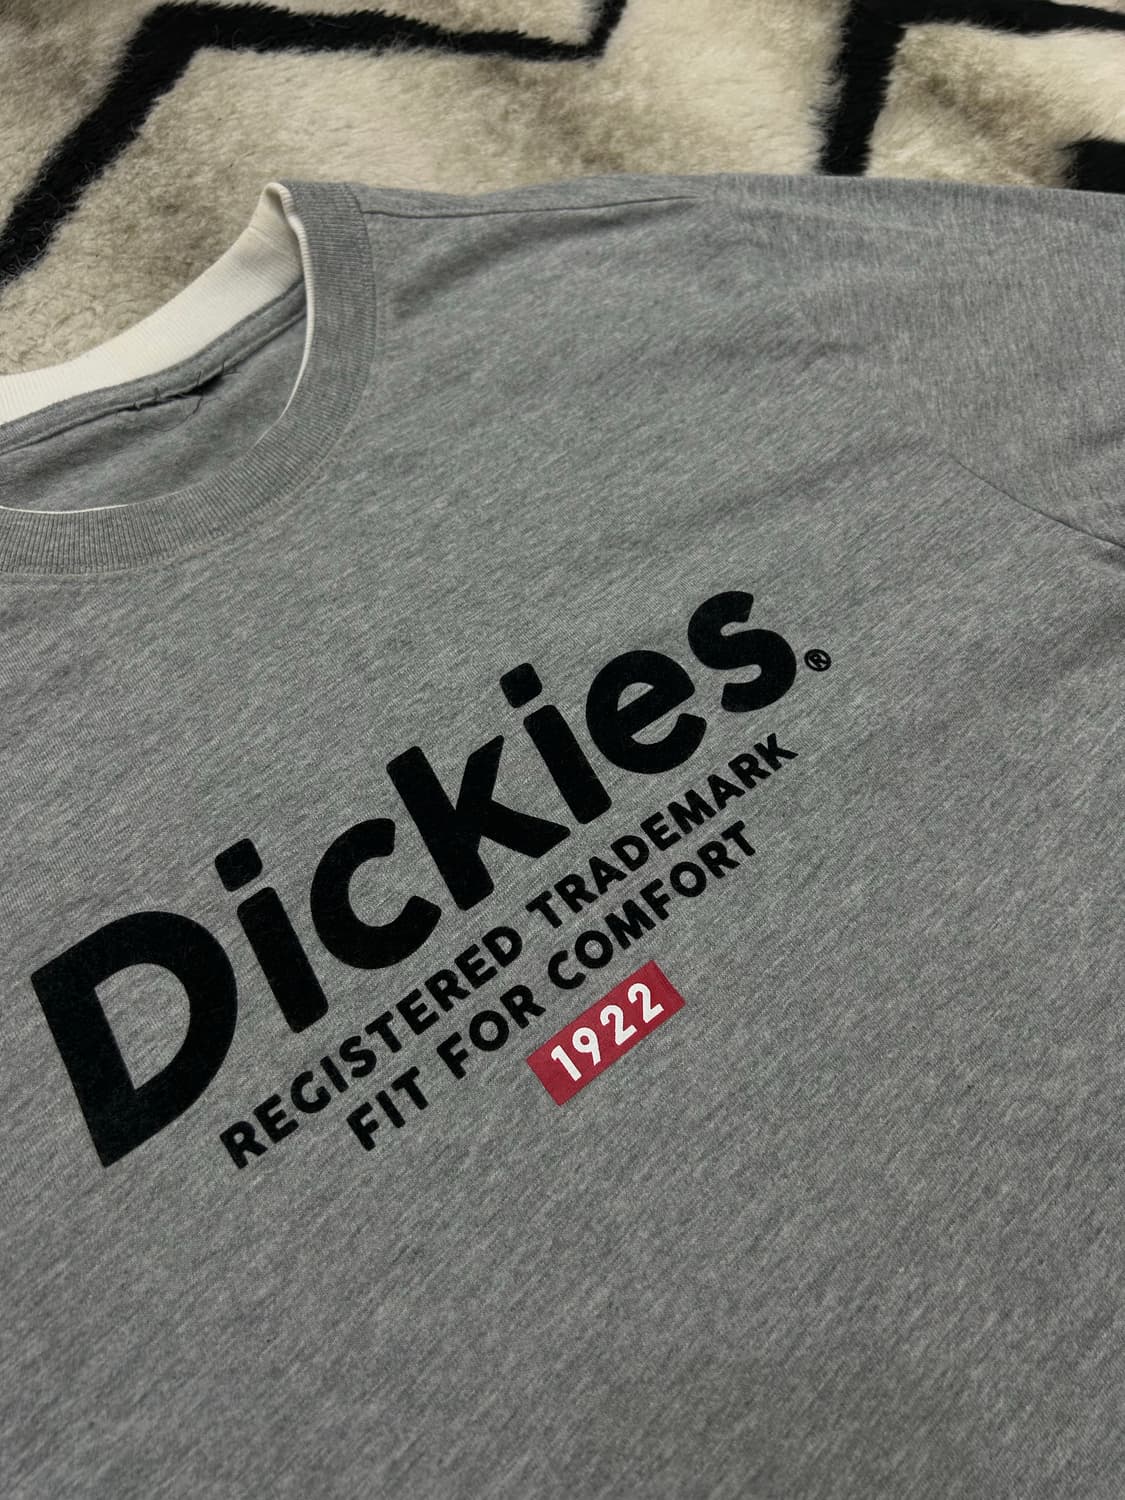 Dickies®
REGISTERED TRADEMARK
FIT FOR COMFORT
1922